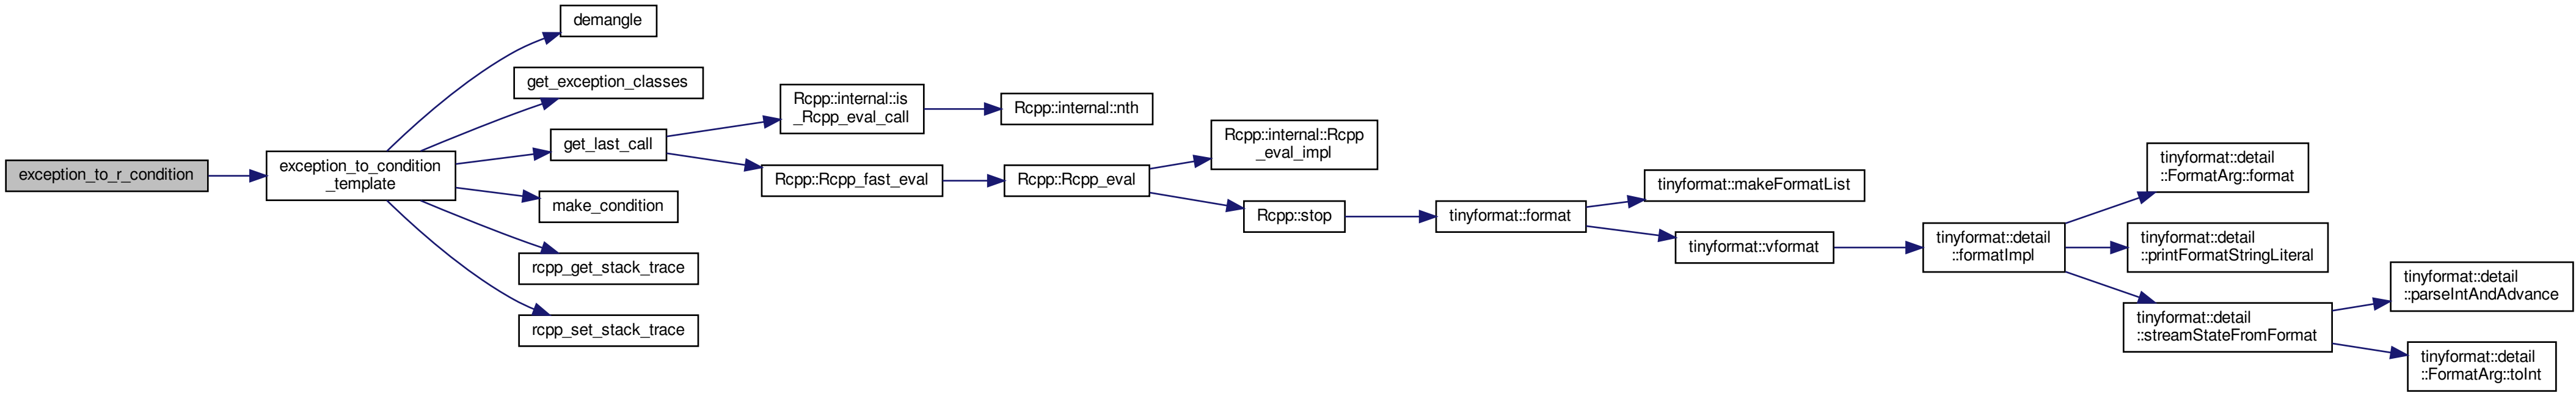 exception_to_r_condition
exception_to_condition
_template
demangle
get_exception_classes
get_last_call
make_condition
rcpp_get_stack_trace
rcpp_set_stack_trace
Rcpp::internal::is
_Rcpp_eval_call
Rcpp::Rcpp_fast_eval
Rcpp::internal::nth
Rcpp::Rcpp_eval
Rcpp::internal::Rcpp
_eval_impl
Rcpp::stop
tinyformat::format
tinyformat::makeFormatList
tinyformat::vformat
tinyformat::detail
::formatImpl
tinyformat::detail
::FormatArg::format
tinyformat::detail
::printFormatStringLiteral
tinyformat::detail
::streamStateFromFormat
tinyformat::detail
::parseIntAndAdvance
tinyformat::detail
::FormatArg::toInt